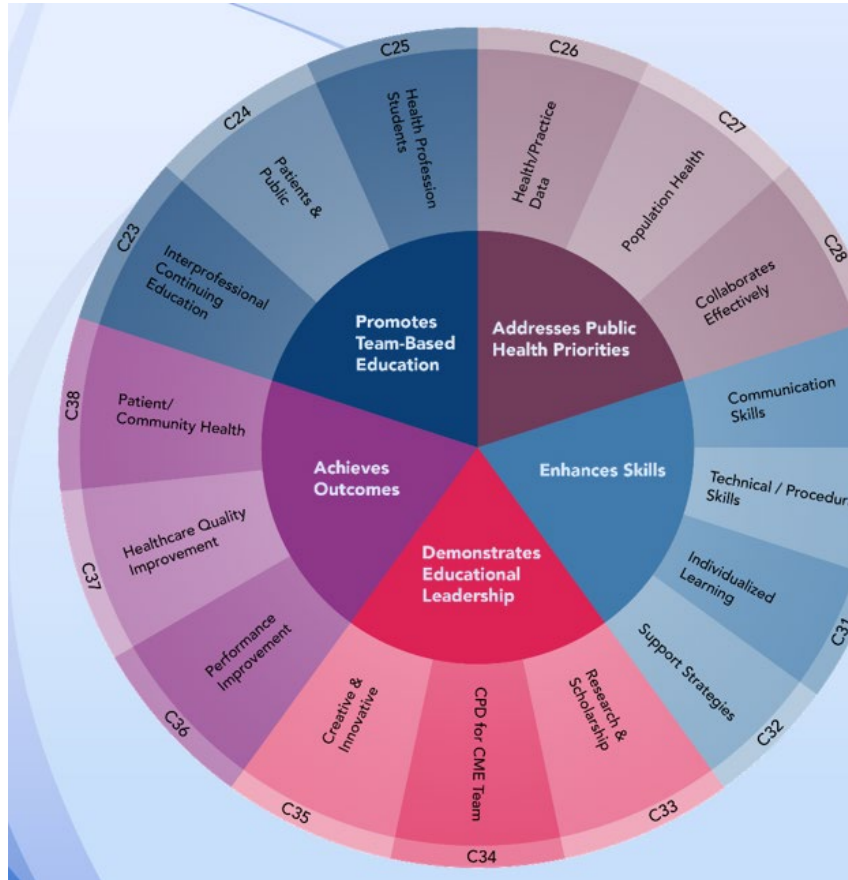 C25
Health Profession
Students
C26
Health/Practice
Data
C27
Population Health
C28
Collaborates
Effectively
Communication
Skills
Technical / Procedur
Skills
Individualized
Learning
C31
Support Strategies
C32
Research &
Scholarship
C33
CPD for CME Team
C34
Creative &
Innovative
C35
Performance
Improvement
C36
Healthcare Quality
Improvement
C37
Patient/
Community Health
C38
Interprofessional
Continuing
Education
C23
Patients &
Public
C24
Promotes
Team-Based
Education
Addresses Public
Health Priorities
Enhances Skills
Demonstrates
Educational
Leadership
Achieves
Outcomes